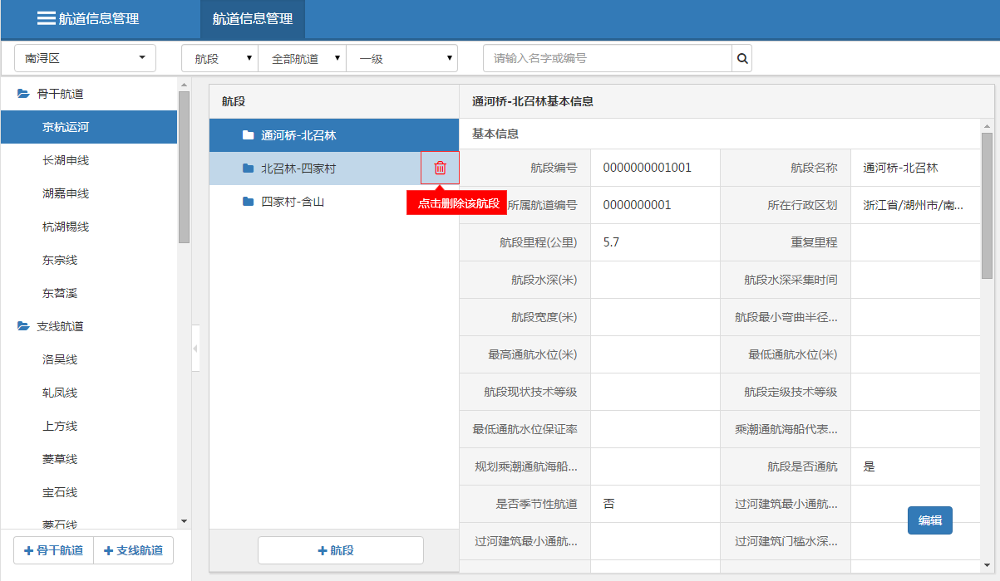 航道信息管理
航道信息管理
南浔区
航段
全部航道
一级
请输入名字或编号
骨干航道
京杭运河
长湖申线
湖嘉申线
杭湖锡线
东宗线
东苕溪
支线航道
洛吴线
轧凤线
上方线
菱草线
宝石线
菱石线
骨干航道
支线航道
航段
通河桥-北召林
北召林-四家村
四家村-含山
点击删除该航段
航段
通河桥-北召林基本信息
基本信息
航段编号 0000000001001 航段名称 通河桥-北召林
所属航道编号 0000000001 所在行政区划 浙江省/湖州市/南...
航段里程(公里) 5.7 重复里程
航段水深(米) 航段水深采集时间
航段宽度(米) 航段最小弯曲半径...
最高通航水位(米) 最低通航水位(米)
航段现状技术等级 航段定级技术等级
最低通航水位保证率 乘潮通航海船代表...
规划乘潮通航海船... 航段是否通航 是
是否季节性航道 否 过河建筑最小通航...
过河建筑最小通航... 过河建筑门槛水深...
编辑